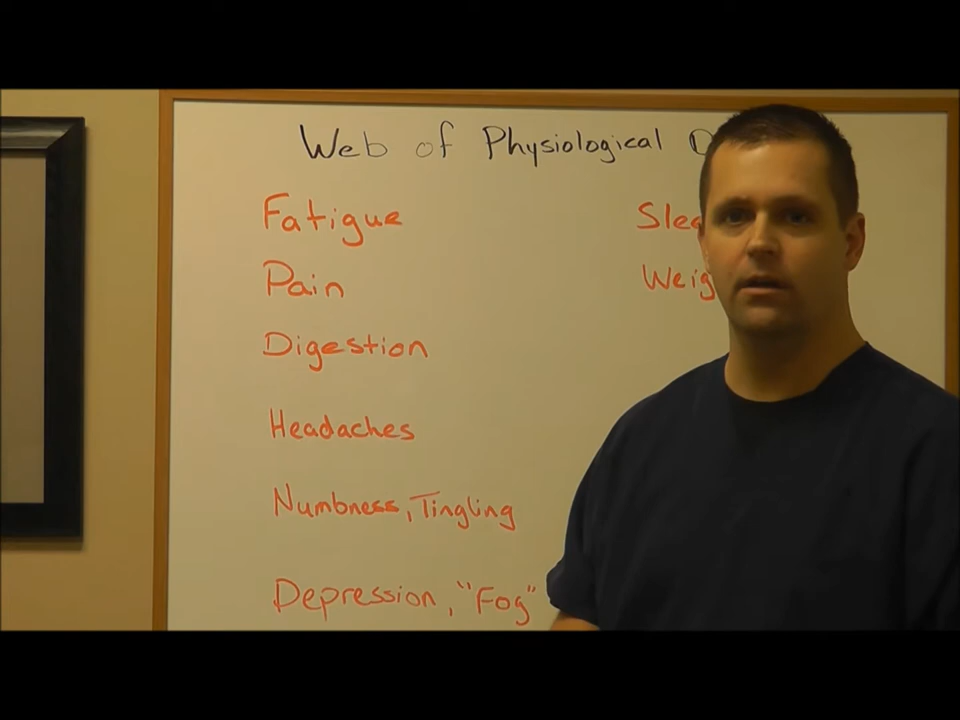 Web of Physiological
Fatigue
Pain
Digestion
Headaches
Numbness, Tingling
Depression, "Fog"